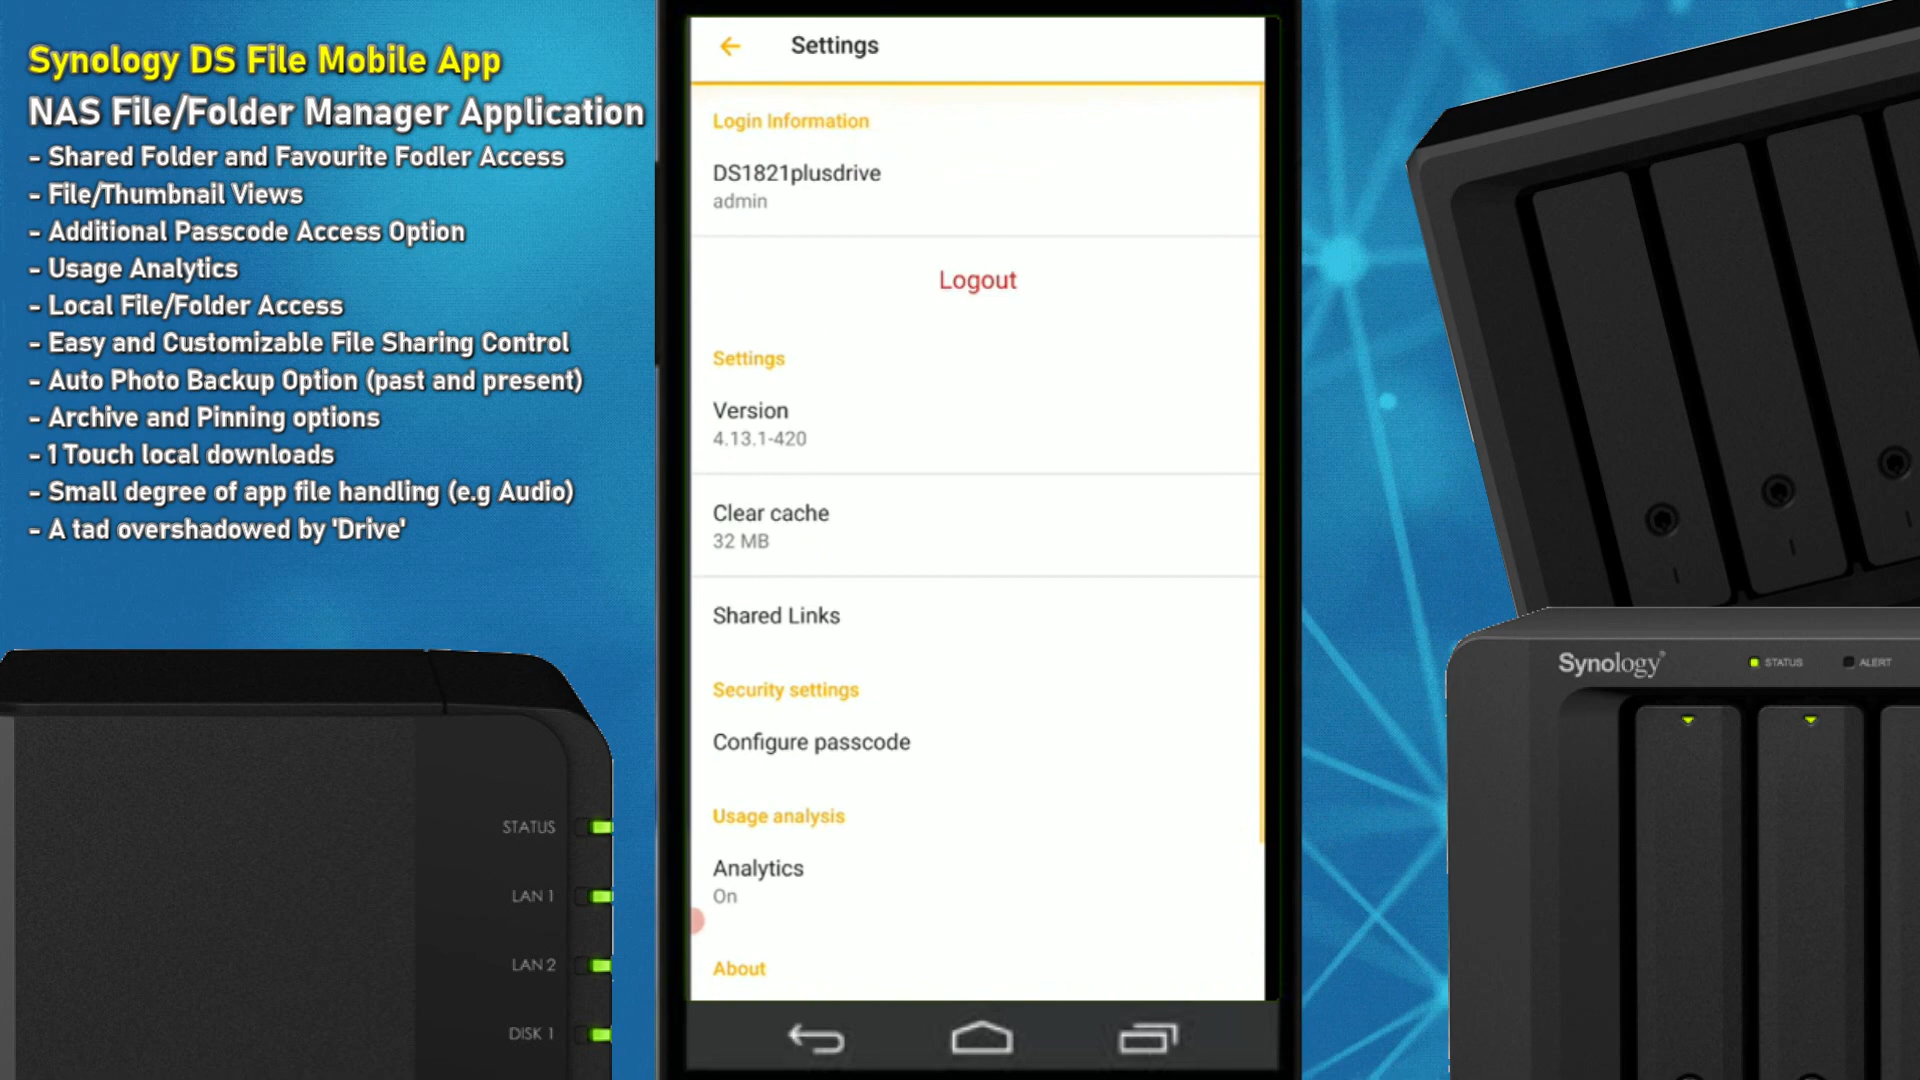 Synology DS File Mobile App
NAS File/Folder Manager Application
- Shared Folder and Favourite Fodler Access
- File/Thumbnail Views
- Additional Passcode Access Option
- Usage Analytics
- Local File/Folder Access
- Easy and Customizable File Sharing Control
- Auto Photo Backup Option (past and present)
- Archive and Pinning options
- 1 Touch local downloads
- Small degree of app file handling (e.g Audio)
- A tad overshadowed by 'Drive'
STATUS
LAN 1
LAN 2
DISK 1
Settings
Login Information
DS1821plusdrive
admin
Logout
Settings
Version
4.13.1-420
Clear cache
32 MB
Shared Links
Security settings
Configure passcode
Usage analysis
Analytics
On
About
Synology®
STATUS
ALERT